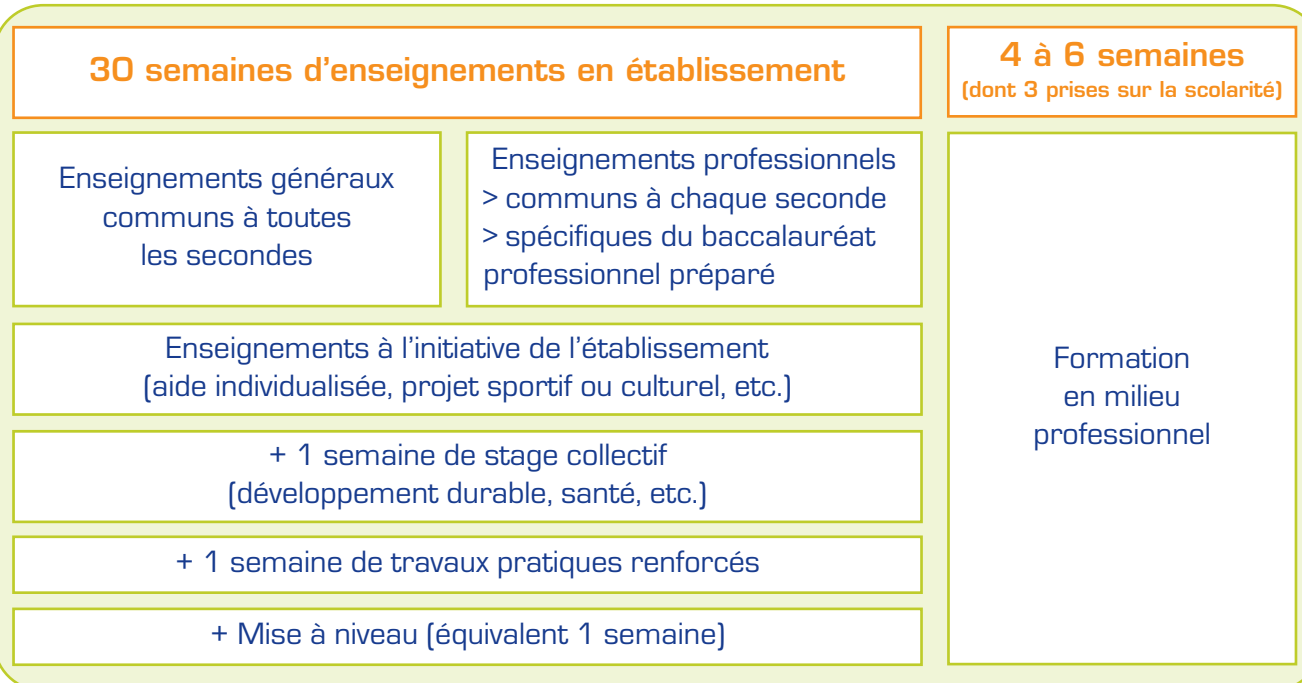 30 semaines d'enseignements en établissement
4 à 6 semaines
(dont 3 prises sur la scolarité)
Enseignements généraux
communs à toutes
les secondes
Enseignements professionnels
> communs à chaque seconde
> spécifiques du baccalauréat
professionnel préparé
Enseignements à l'initiative de l'établissement
(aide individualisée, projet sportif ou culturel, etc.)
+ 1 semaine de stage collectif
(développement durable, santé, etc.)
+ 1 semaine de travaux pratiques renforcés
+ Mise à niveau (équivalent 1 semaine)
Formation
en milieu
professionnel